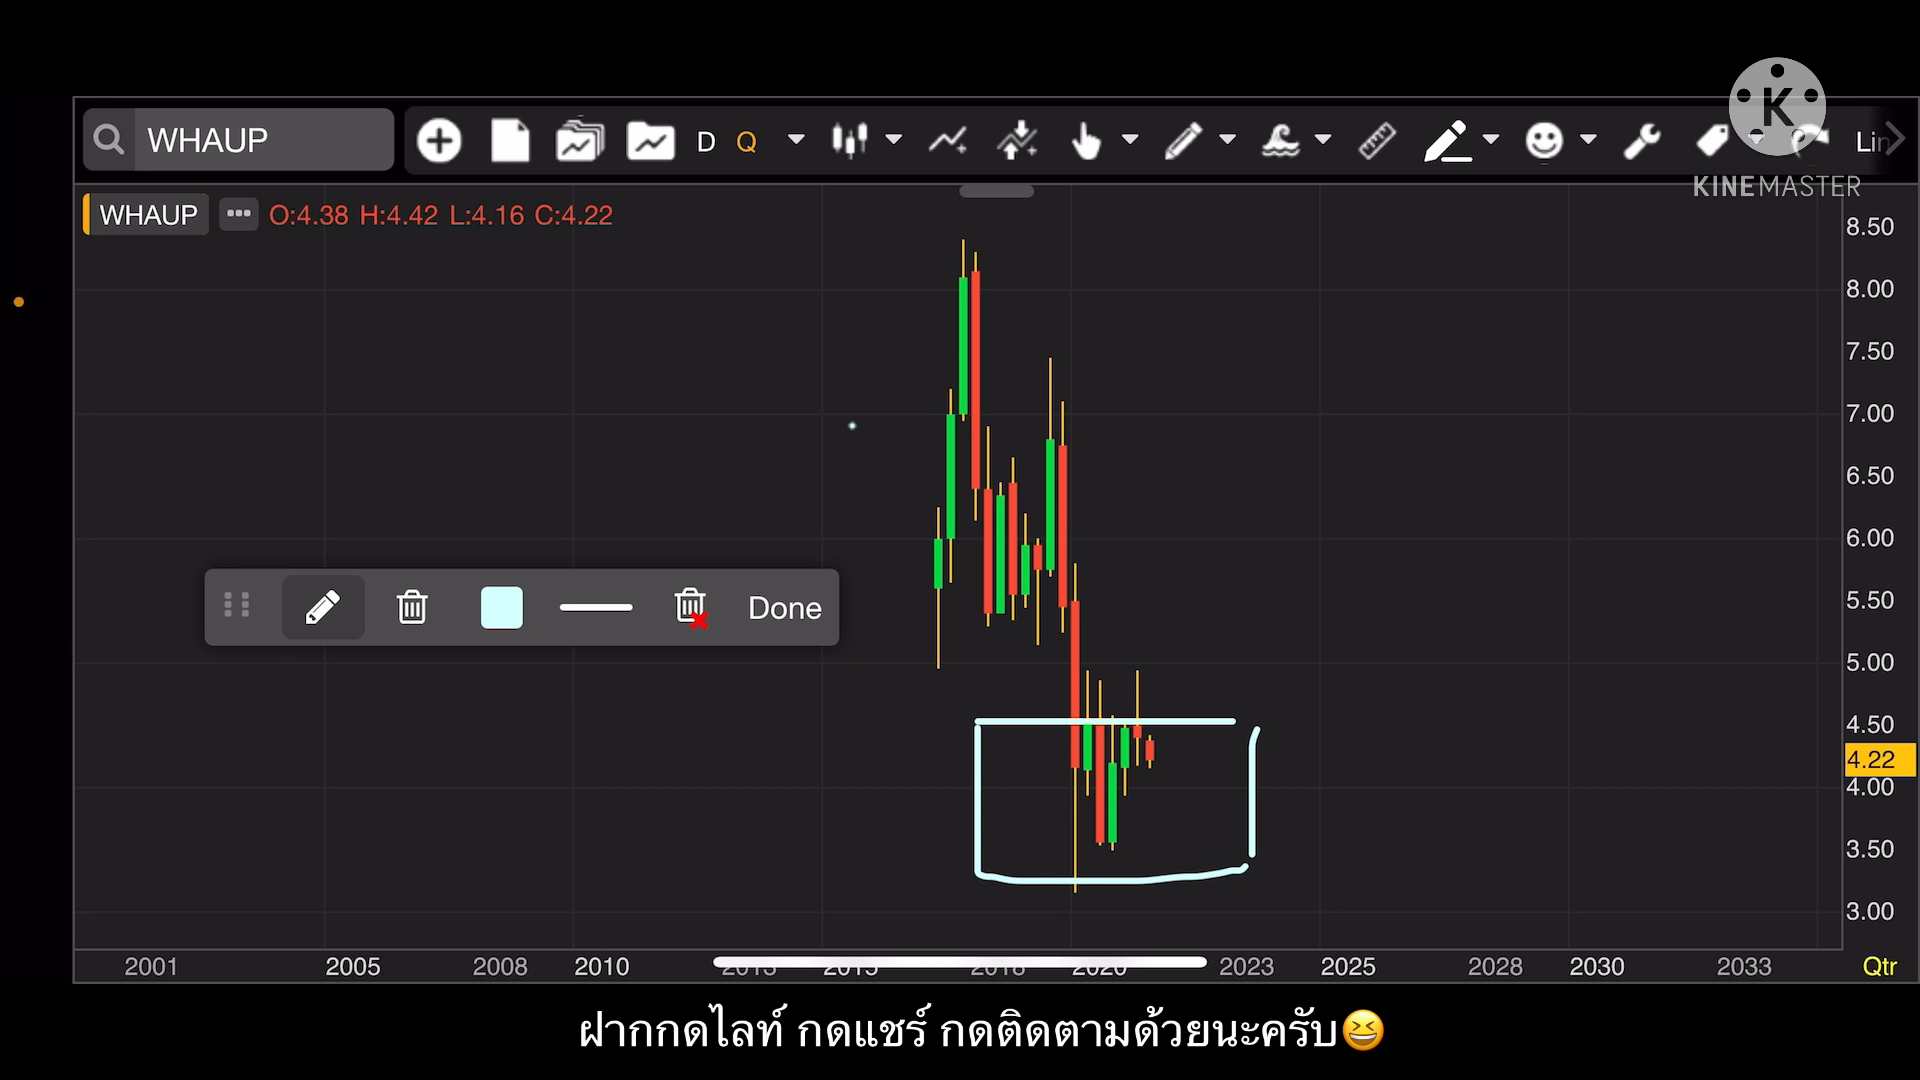 WHAUP
D Q
Lin
K
KINEMASTER
WHAUP ••• O:4.38 H:4.42 L:4.16 C:4.22
8.50
8.00
7.50
7.00
6.50
6.00
5.50
5.00
4.50
4.22
4.00
3.50
3.00
Done
2001 2005 2008 2010 2013 2015 2018 2020 2023 2025 2028 2030 2033 Qtr
ฝากกดไลท์ กดแชร์ กดติดตามด้วยนะครับ😆